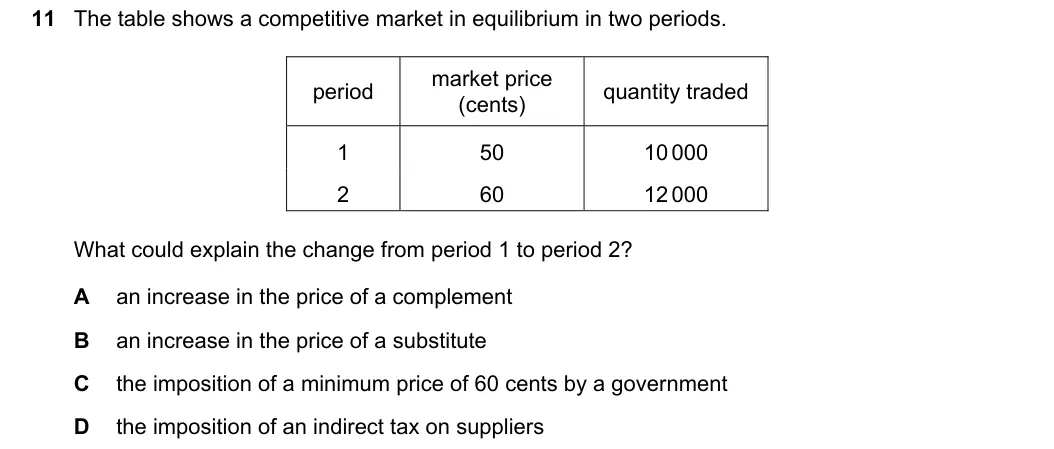 11 The table shows a competitive market in equilibrium in two periods.
period market price (cents) quantity traded
1 50 10 000
2 60 12 000
What could explain the change from period 1 to period 2?
A an increase in the price of a complement
B an increase in the price of a substitute
C the imposition of a minimum price of 60 cents by a government
D the imposition of an indirect tax on suppliers